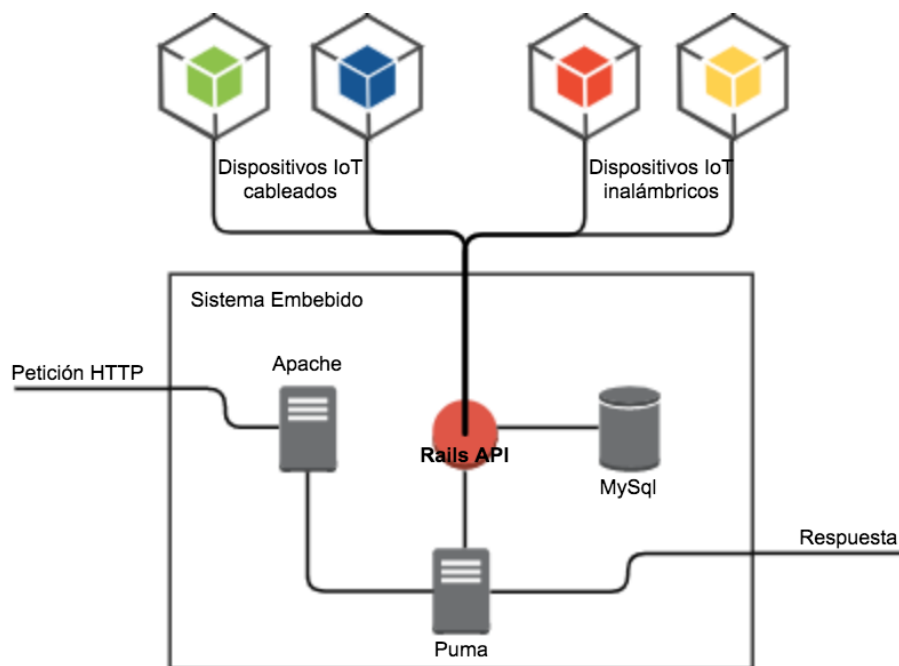 Dispositivos IoT
cableados
Dispositivos IoT
inalámbricos
Sistema Embebido
Apache
Petición HTTP
Rails API
MySql
Respuesta
Puma